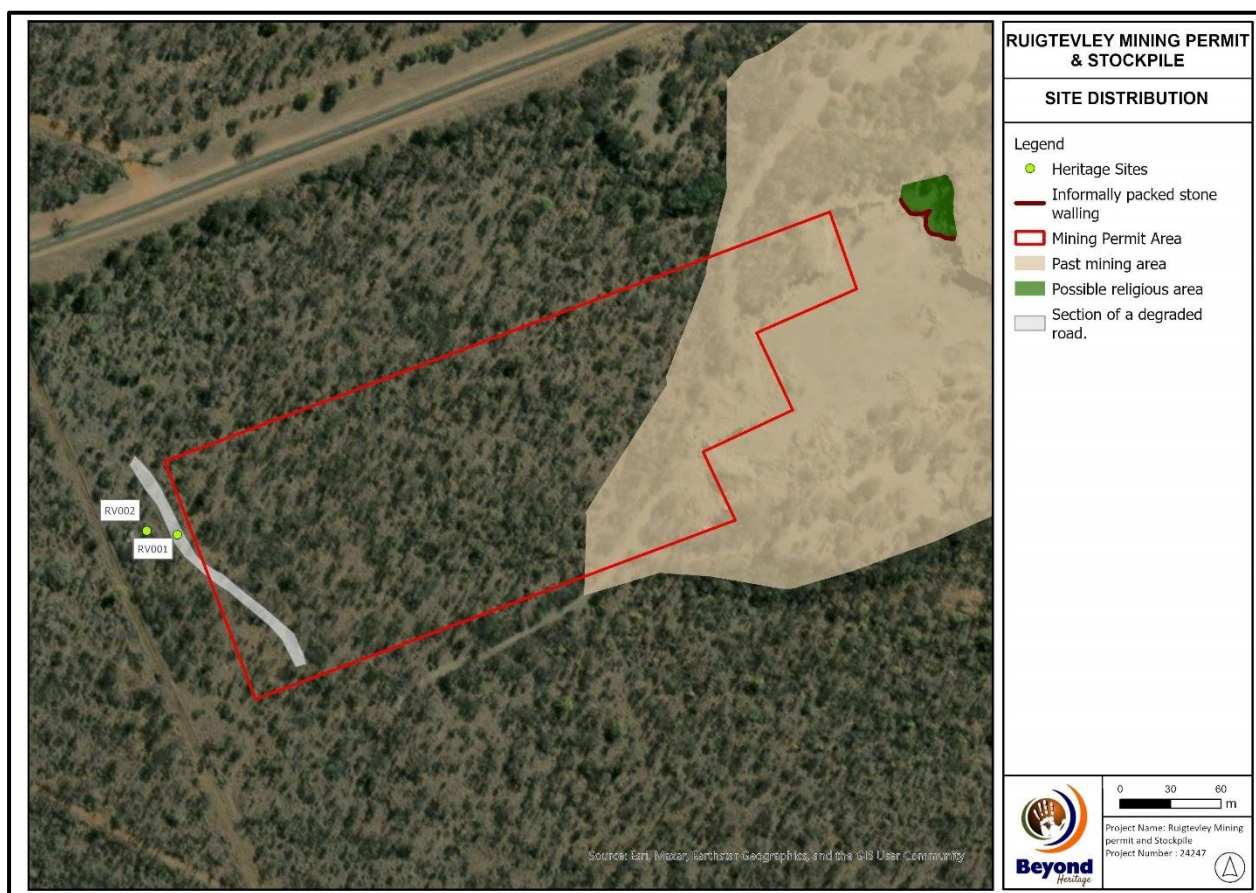 RUIGTEVLEY MINING PERMIT
& STOCKPILE
SITE DISTRIBUTION
Legend
Heritage Sites
Informally packed stone
walling
Mining Permit Area
Past mining area
Possible religious area
Section of a degraded
road.
RV002
RV001
Source: Esri, Maxar, Earthstar Geographics, and the GIS User Community
Beyond
Heritage
0 30 60
m
Project Name: Ruigtevley Mining
permit and Stockpile
Project Number : 24247